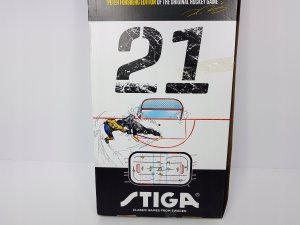 PETER FORSBERG EDITION OF THE ORIGINAL HOCKEY GAME
21
STIGA
CLASSIC GAMES FROM SWEDEN